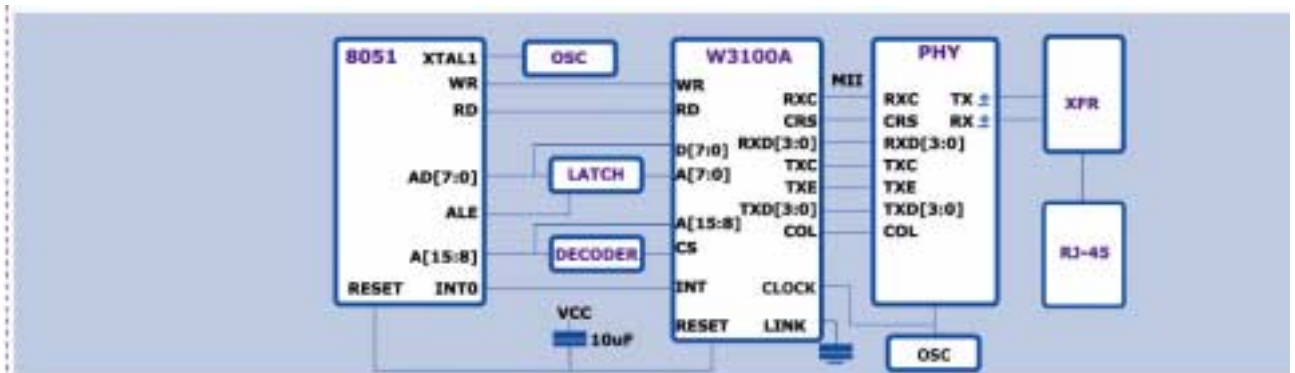 8051
XTAL1
WR
RD
AD[7:0]
ALE
A[15:8]
RESET INT0
OSC
LATCH
DECODER
VCC
10uF
W3100A
WR
RD
D[7:0]
A[7:0]
A[15:8]
CS
INT
RESET
RXC
CRS
RXD[3:0]
TXC
TXE
TXD[3:0]
COL
CLOCK
LINK
MII
PHY
RXC
CRS
RXD[3:0]
TXC
TXE
TXD[3:0]
COL
TX ±
RX ±
OSC
XFR
RJ-45